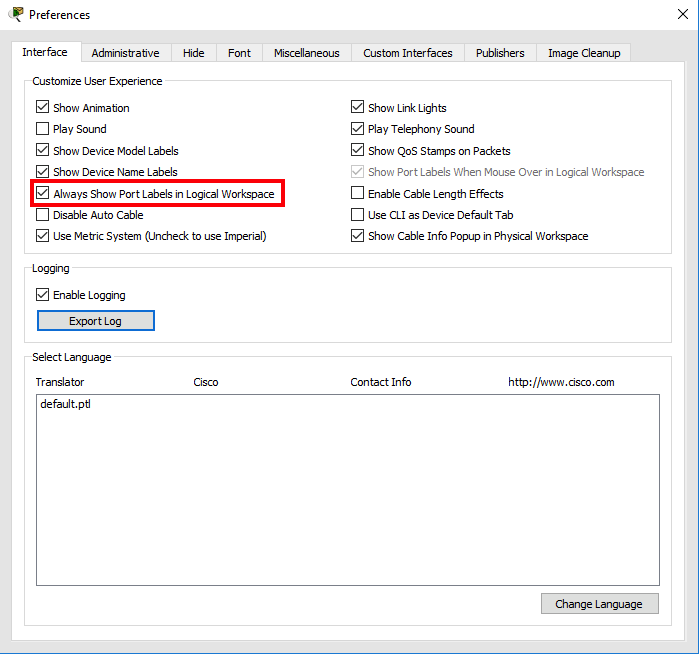 Preferences
Interface
Administrative
Hide
Font
Miscellaneous
Custom Interfaces
Publishers
Image Cleanup
Customize User Experience
Show Animation
Show Link Lights
Play Sound
Play Telephony Sound
Show Device Model Labels
Show QoS Stamps on Packets
Show Device Name Labels
Show Port Labels When Mouse Over in Logical Workspace
Always Show Port Labels in Logical Workspace
Enable Cable Length Effects
Disable Auto Cable
Use CLI as Device Default Tab
Use Metric System (Uncheck to use Imperial)
Show Cable Info Popup in Physical Workspace
Logging
Enable Logging
Export Log
Select Language
Translator
Cisco
Contact Info
http://www.cisco.com
default.ptl
Change Language